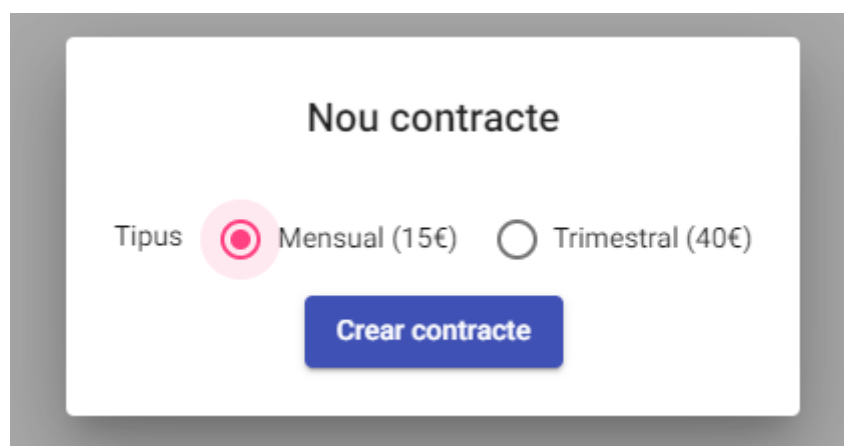 Nou contracte
Tipus Mensual (15€) Trimestral (40€)
Crear contracte